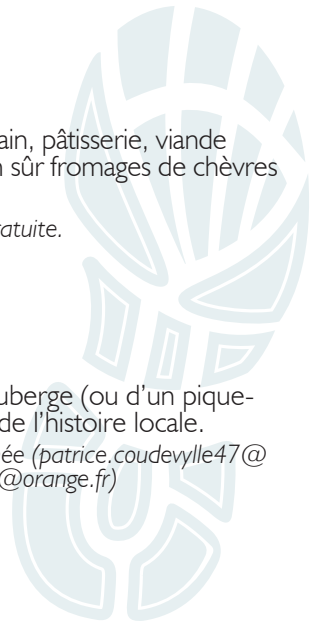 ain, pâtisserie, viande
n sûr fromages de chèvres
atuite.
uberge (ou d’un pique-
de l’histoire locale.
ée (patrice.coudevylle47@
@orange.fr)